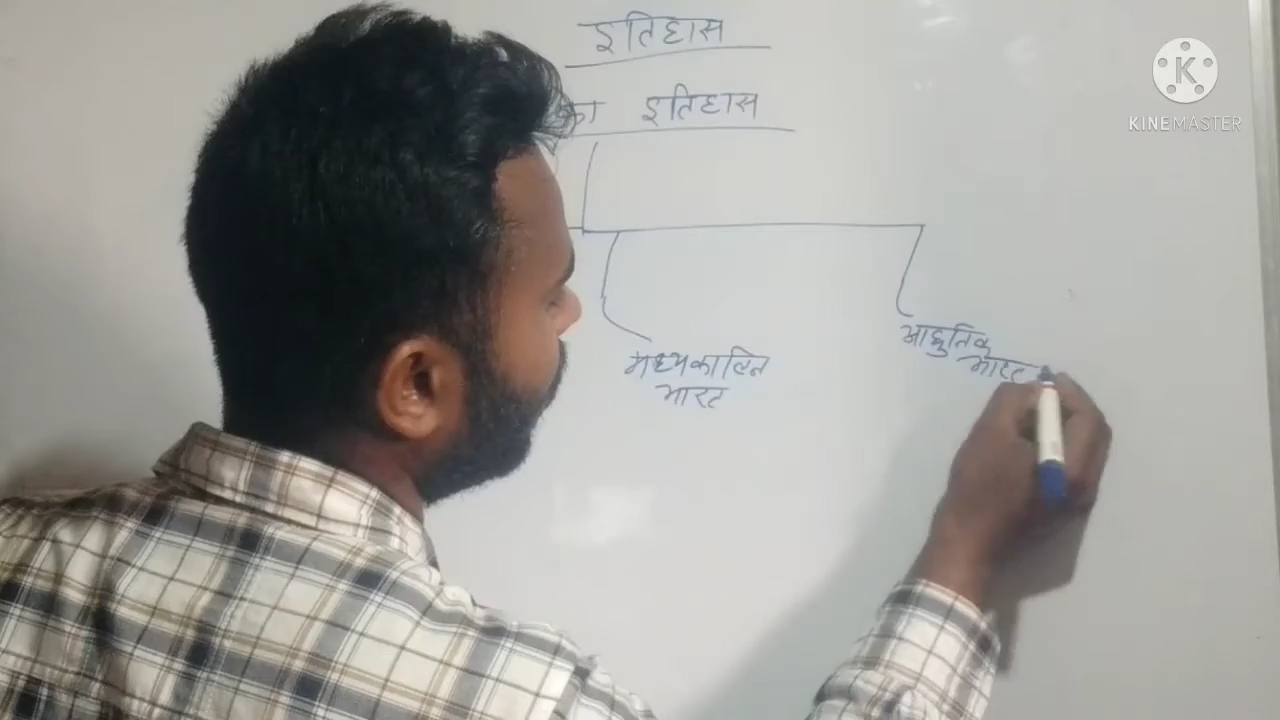 इतिहास
का इतिहास
मध्यकालिन
भारत
आधुनिक
भारत
KINEMASTER